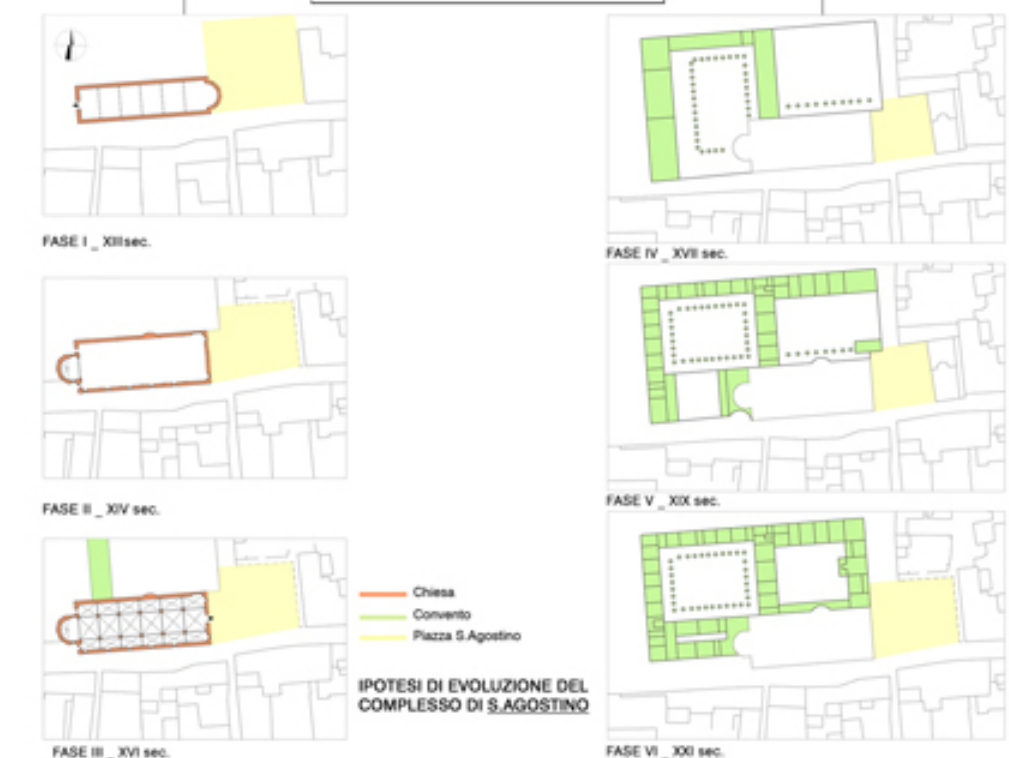 FASE I _ XIII sec.
FASE II _ XIV sec.
FASE III _ XVI sec.
Chiesa
Convento
Piazza S.Agostino
IPOTESI DI EVOLUZIONE DEL
COMPLESSO DI S.AGOSTINO
FASE IV _ XVII sec.
FASE V _ XIX sec.
FASE VI _ XXI sec.